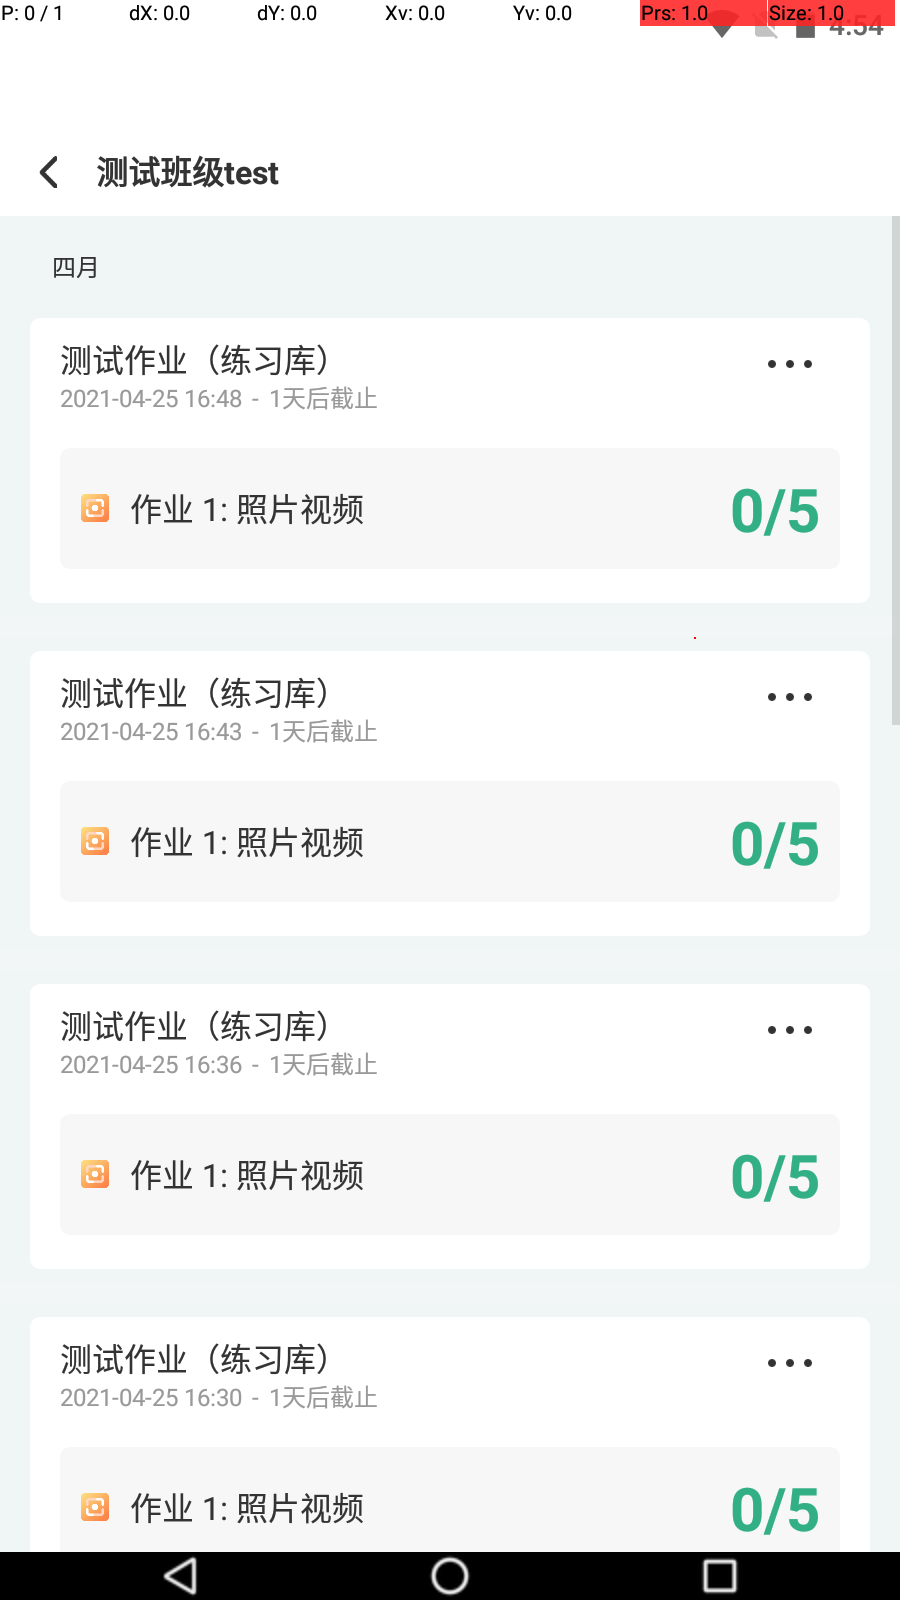 P: 0 / 1 dX: 0.0 dY: 0.0 Xv: 0.0 Yv: 0.0 Prs: 1.0 Size: 1.0
4:54
测试班级test
四月
测试作业（练习库）
2021-04-25 16:48 - 1天后截止
作业 1: 照片视频 0/5
测试作业（练习库）
2021-04-25 16:43 - 1天后截止
作业 1: 照片视频 0/5
测试作业（练习库）
2021-04-25 16:36 - 1天后截止
作业 1: 照片视频 0/5
测试作业（练习库）
2021-04-25 16:30 - 1天后截止
作业 1: 照片视频 0/5